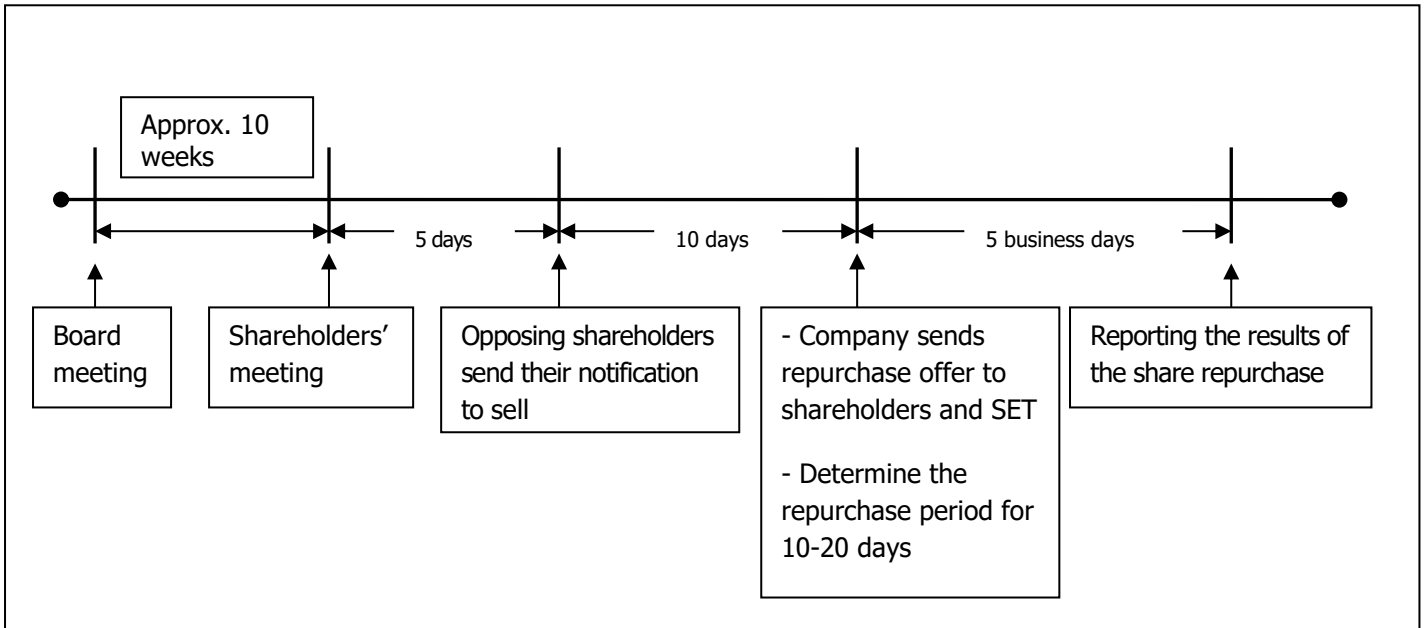 Approx. 10
weeks
5 days
10 days
5 business days
Board
meeting
Shareholders’
meeting
Opposing shareholders
send their notification
to sell
- Company sends
repurchase offer to
shareholders and SET
- Determine the
repurchase period for
10-20 days
Reporting the results of
the share repurchase